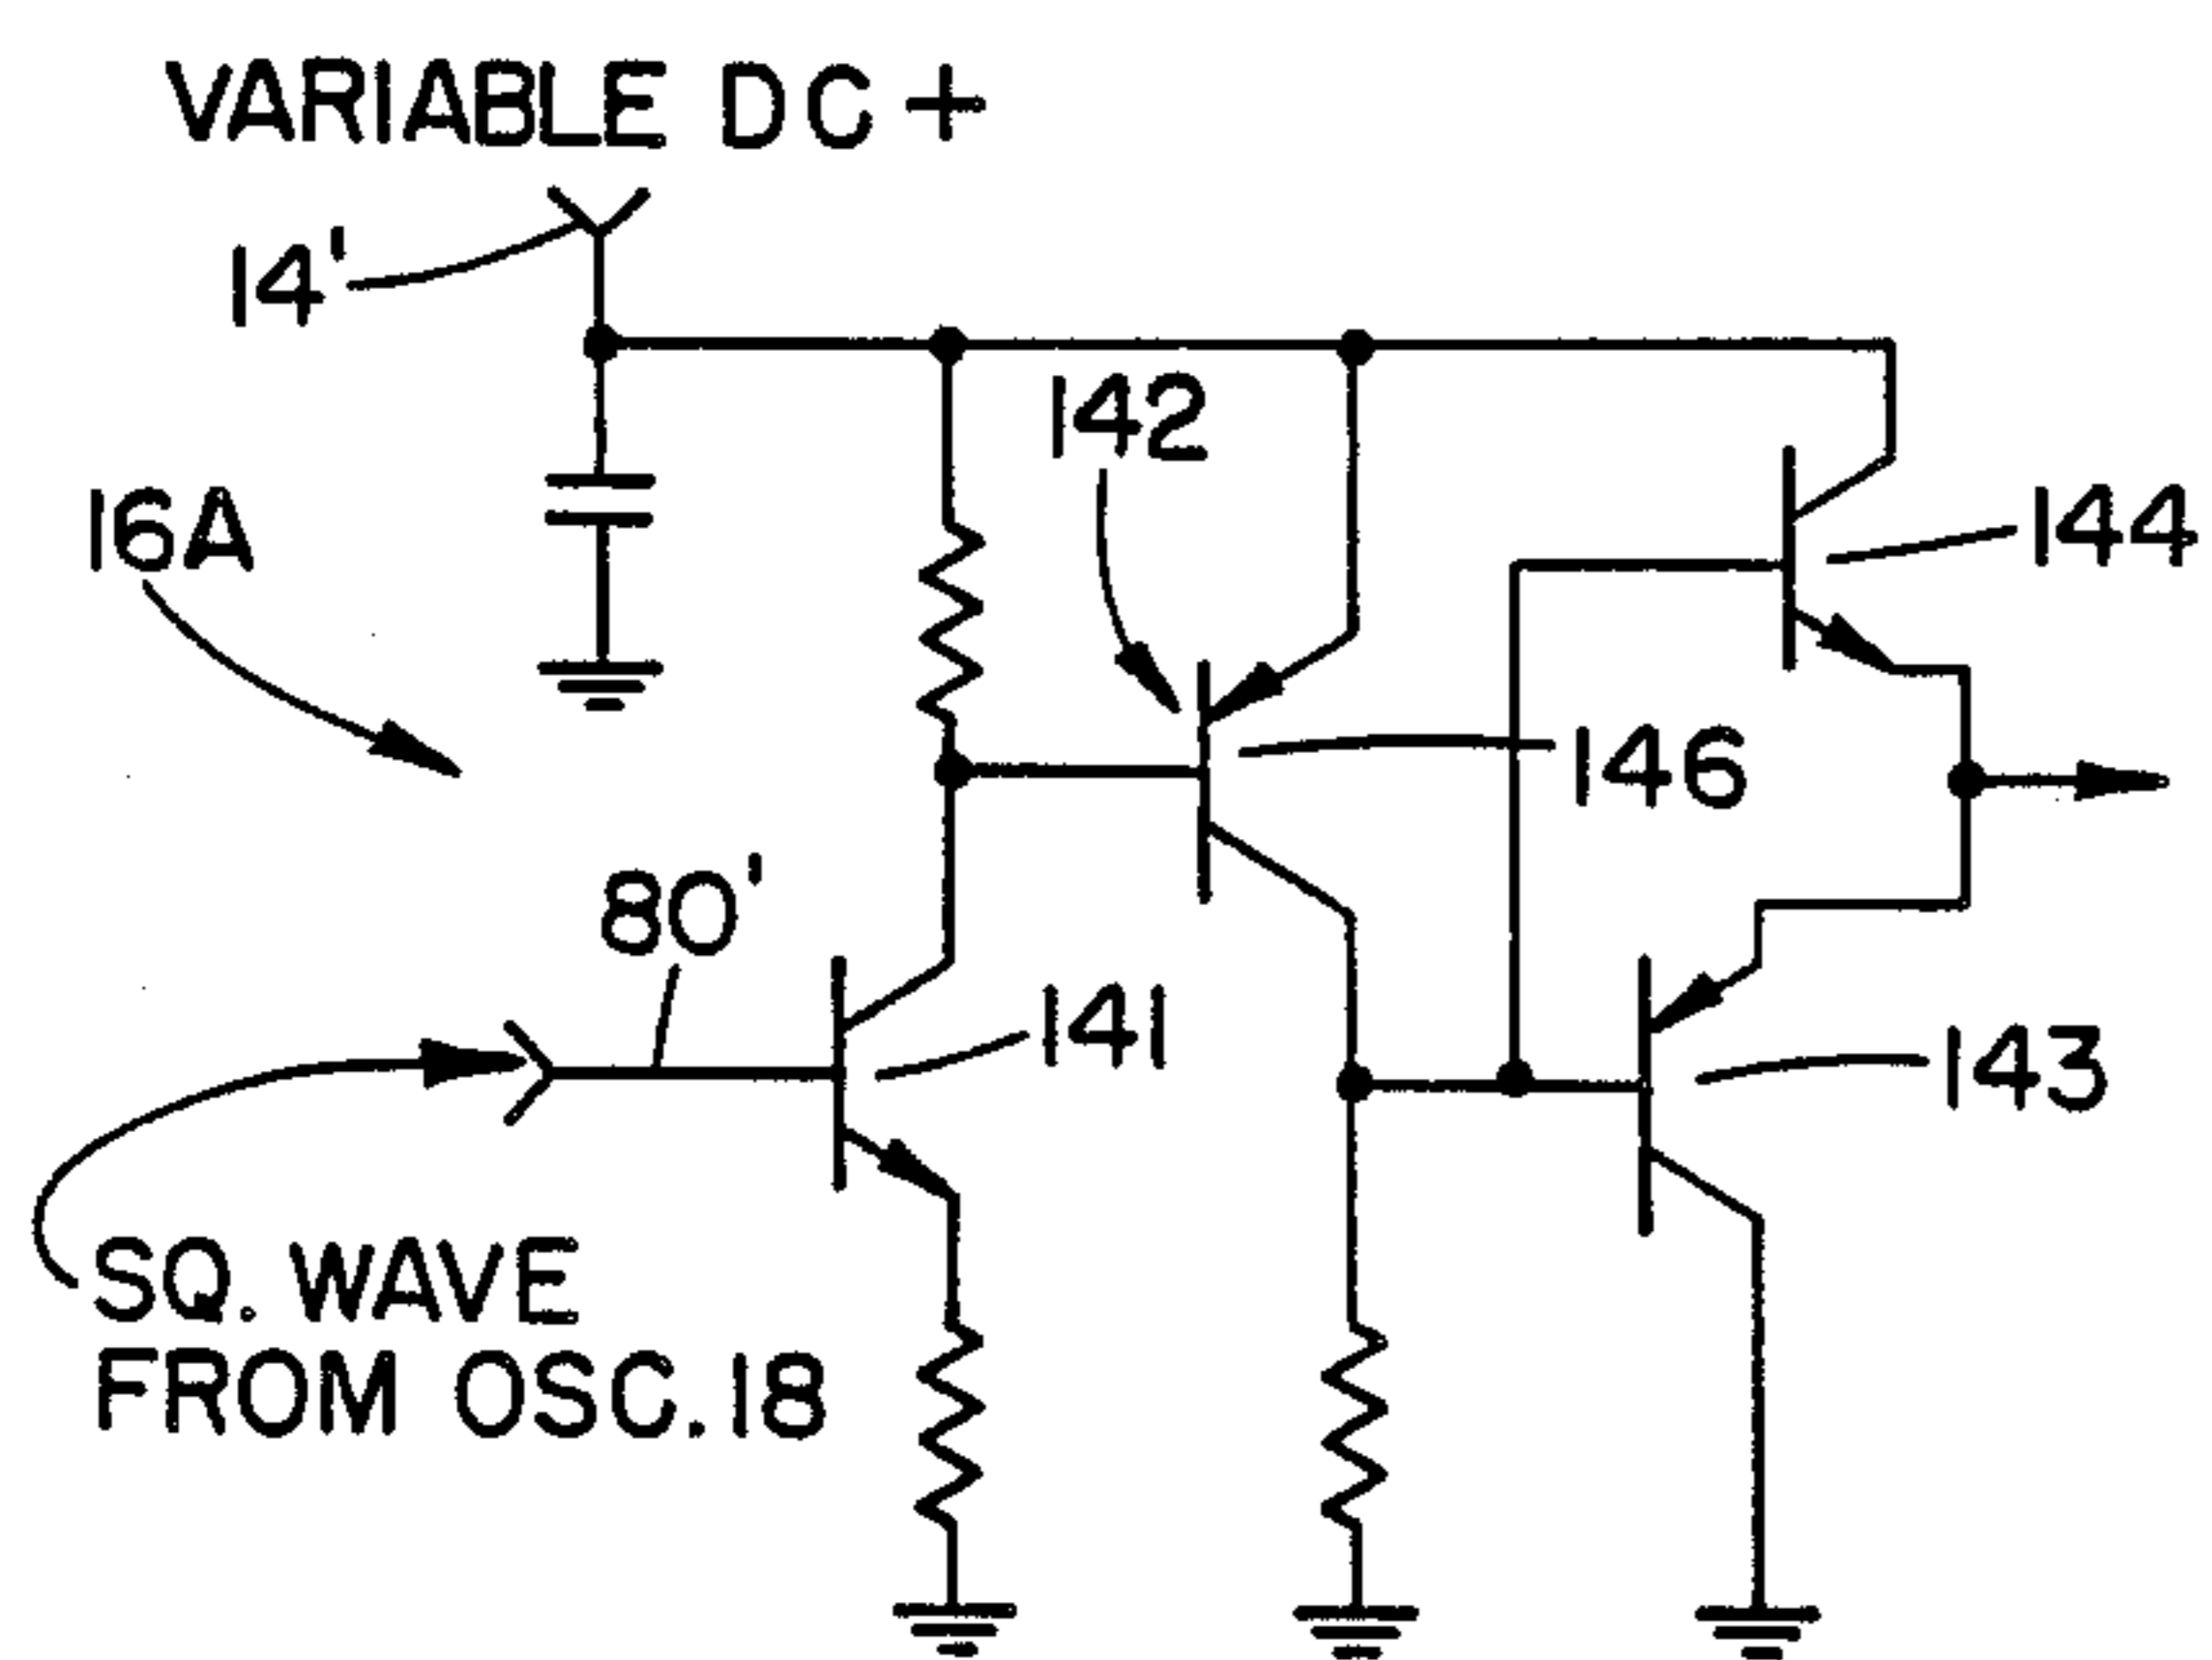 VARIABLE DC +
14'
142
16A
144
146
80'
141
143
SQ. WAVE
FROM OSC. 18